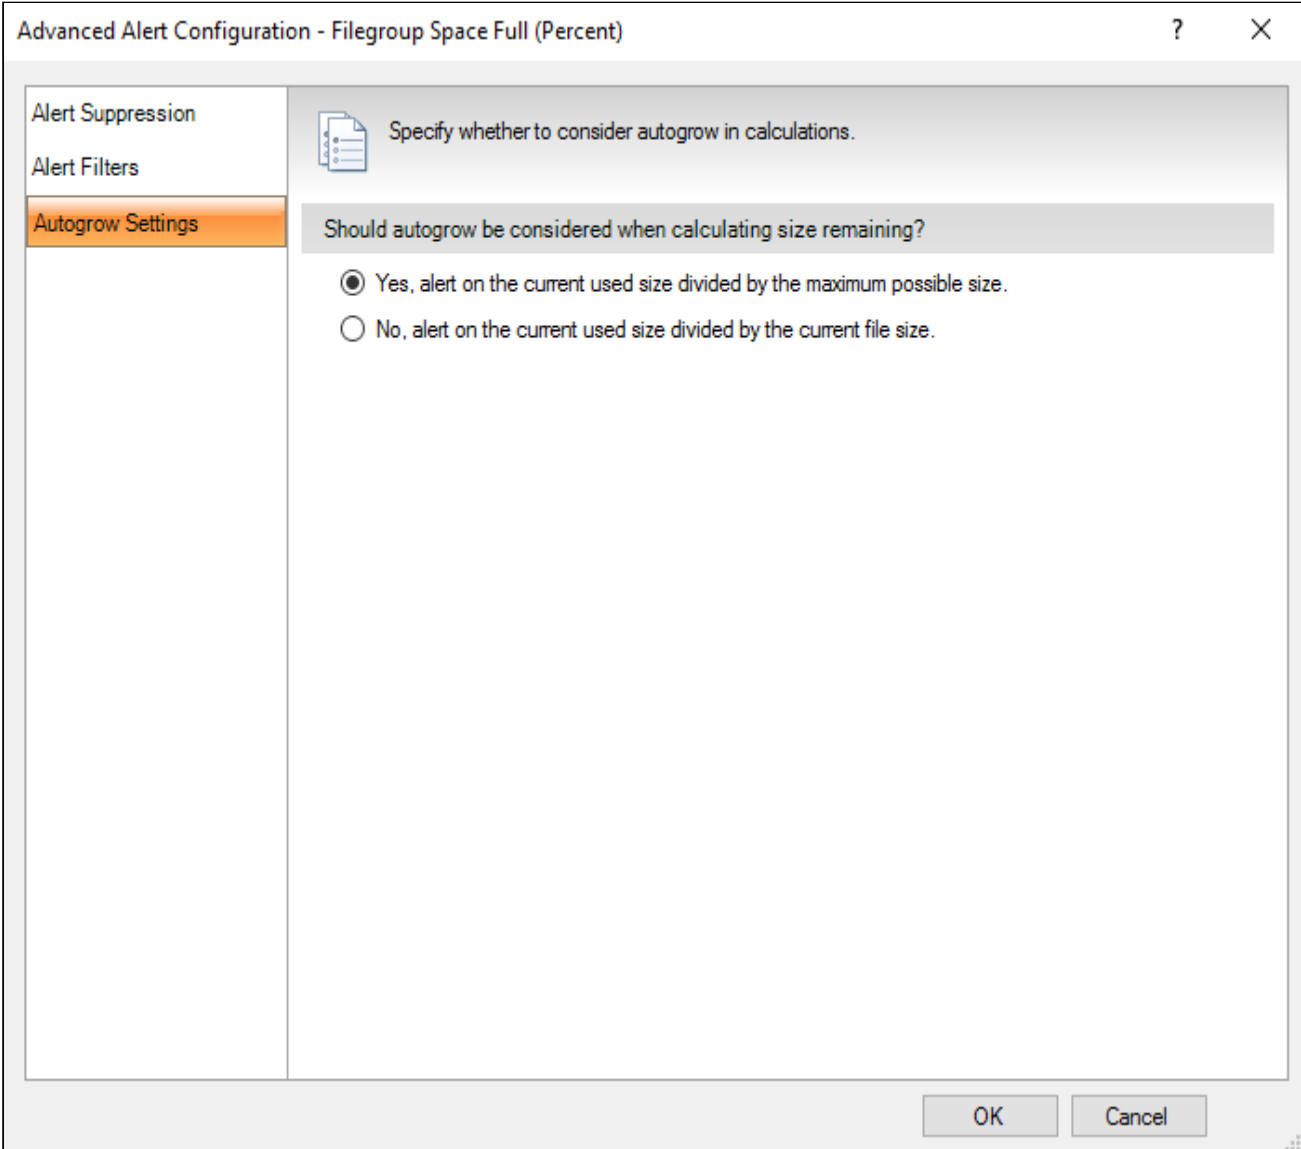 Advanced Alert Configuration - Filegroup Space Full (Percent)
?
Alert Suppression
Alert Filters
Autogrow Settings
Specify whether to consider autogrow in calculations.
Should autogrow be considered when calculating size remaining?
Yes, alert on the current used size divided by the maximum possible size.
No, alert on the current used size divided by the current file size.
OK
Cancel